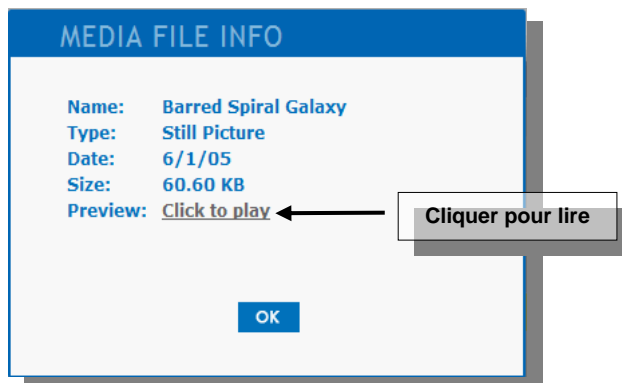 MEDIA FILE INFO
Name: Barred Spiral Galaxy
Type: Still Picture
Date: 6/1/05
Size: 60.60 KB
Preview: Click to play
Cliquer pour lire
OK